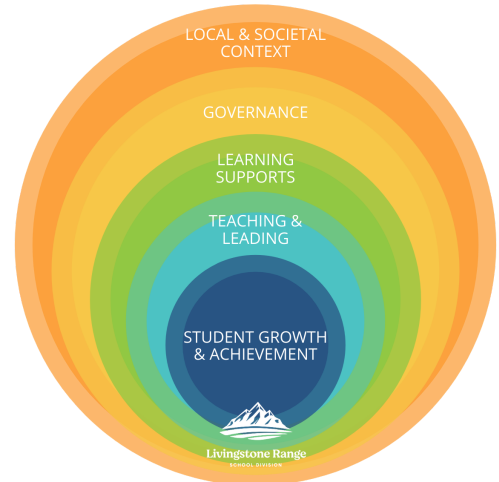 LOCAL & SOCIETAL
CONTEXT
GOVERNANCE
LEARNING
SUPPORTS
TEACHING &
LEADING
STUDENT GROWTH
& ACHIEVEMENT
Livingstone Range
SCHOOL DIVISION